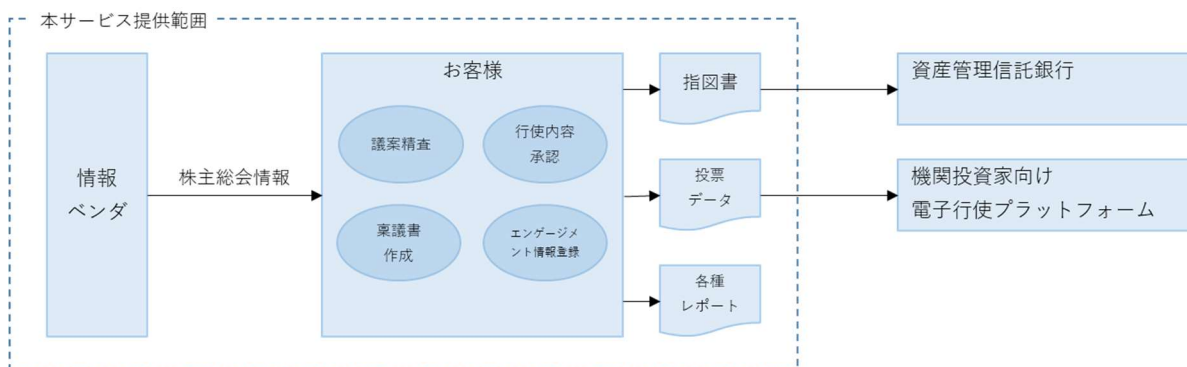 本サービス提供範囲
情報
ベンダ
株主総会情報
お客様
議案精査
行使内容
承認
稟議書
作成
エンゲージメ
ント情報登録
指図書
投票
データ
各種
レポート
資産管理信託銀行
機関投資家向け
電子行使プラットフォーム